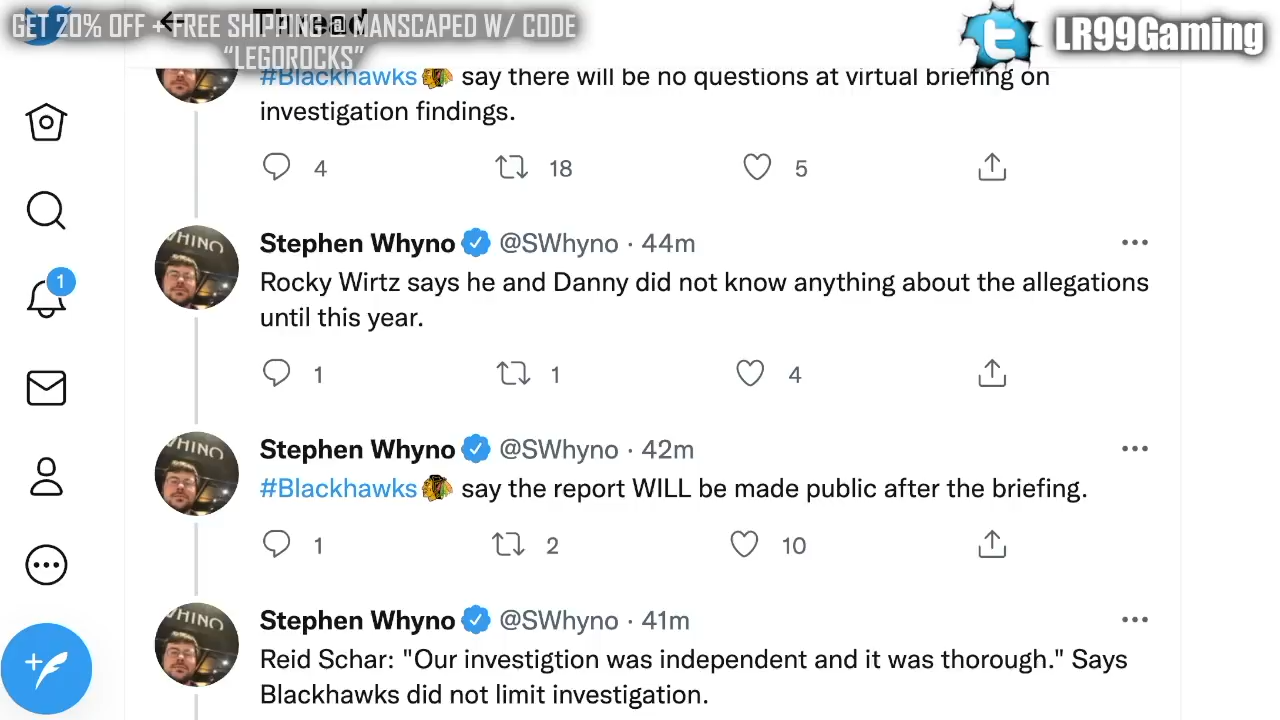 GET 20% OFF + FREE SHIPPING @ MANSCAPED W/ CODE
"LEGOROCKS"
Thread
LR99Gaming
#Blackhawks say there will be no questions at virtual briefing on
investigation findings.
4 18 5
Stephen Whyno @SWhyno · 44m
Rocky Wirtz says he and Danny did not know anything about the allegations
until this year.
1 1 4
1
Stephen Whyno @SWhyno · 42m
#Blackhawks say the report WILL be made public after the briefing.
1 2 10
Stephen Whyno @SWhyno · 41m
Reid Schar: "Our investigtion was independent and it was thorough." Says
Blackhawks did not limit investigation.